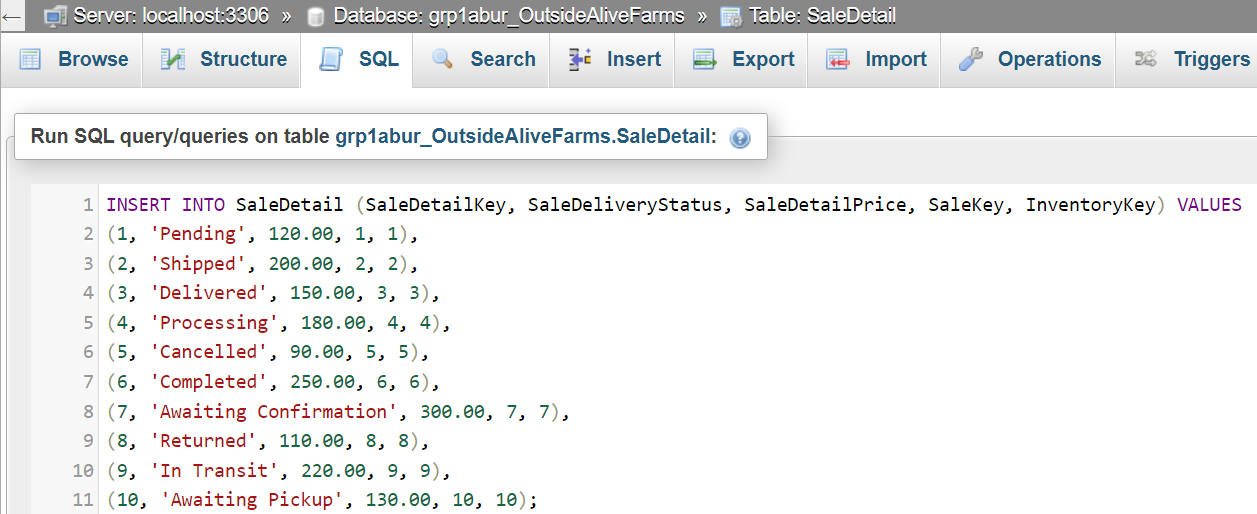 ← Server: localhost:3306 » Database: grp1abur_OutsideAliveFarms » Table: SaleDetail
Browse Structure SQL Search Insert Export Import Operations Triggers
Run SQL query/queries on table grp1abur_OutsideAliveFarms.SaleDetail: ?
1 INSERT INTO SaleDetail (SaleDetailKey, SaleDeliveryStatus, SaleDetailPrice, SaleKey, InventoryKey) VALUES
2 (1, 'Pending', 120.00, 1, 1),
3 (2, 'Shipped', 200.00, 2, 2),
4 (3, 'Delivered', 150.00, 3, 3),
5 (4, 'Processing', 180.00, 4, 4),
6 (5, 'Cancelled', 90.00, 5, 5),
7 (6, 'Completed', 250.00, 6, 6),
8 (7, 'Awaiting Confirmation', 300.00, 7, 7),
9 (8, 'Returned', 110.00, 8, 8),
10 (9, 'In Transit', 220.00, 9, 9),
11 (10, 'Awaiting Pickup', 130.00, 10, 10);